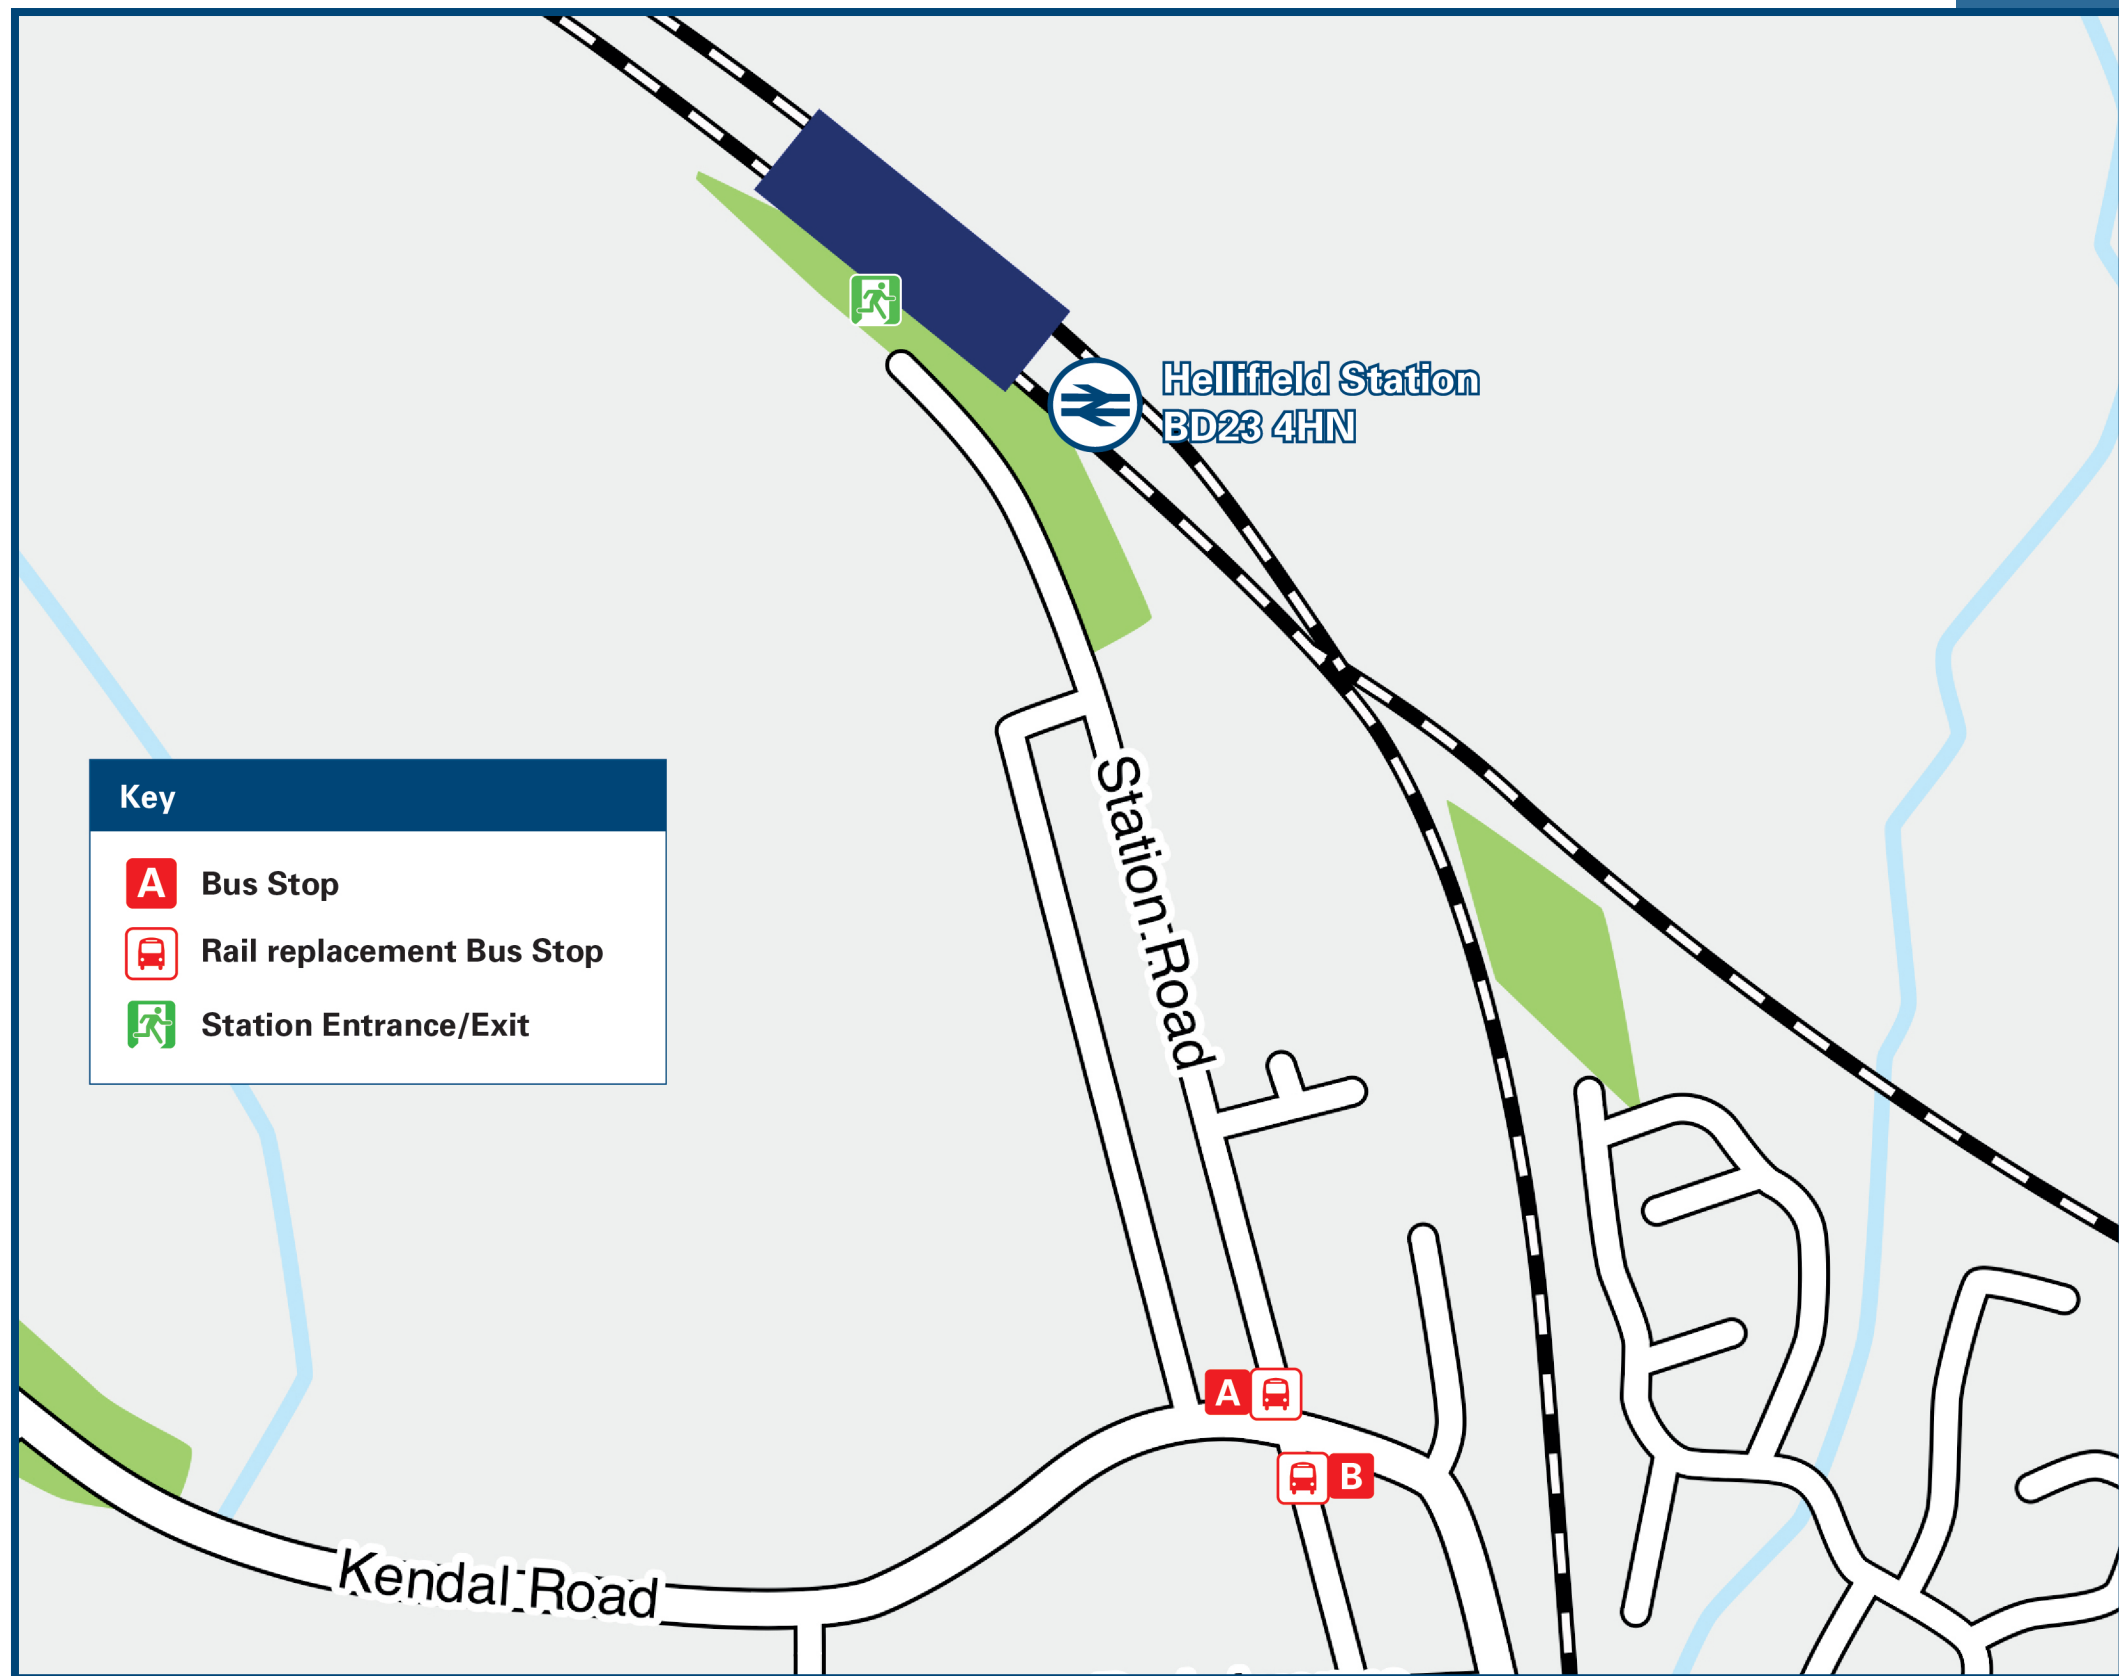 Hellifield Station
BD23 4HN
Station Road
Key
A Bus Stop
Rail replacement Bus Stop
Station Entrance/Exit
A
B
Kendal Road